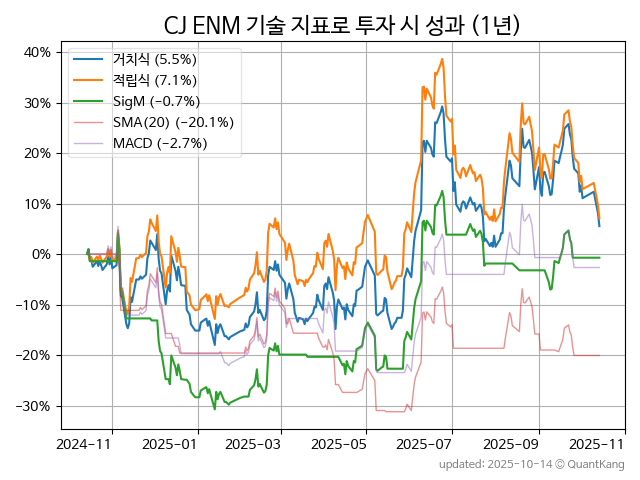 CJ ENM 기술 지표로 투자 시 성과 (1년)
거치식 (5.5%)
적립식 (7.1%)
SigM (−0.7%)
SMA(20) (−20.1%)
MACD (−2.7%)
40%
30%
20%
10%
0%
−10%
−20%
−30%
2024-11 2025-01 2025-03 2025-05 2025-07 2025-09 2025-11
updated: 2025-10-14 © QuantKang